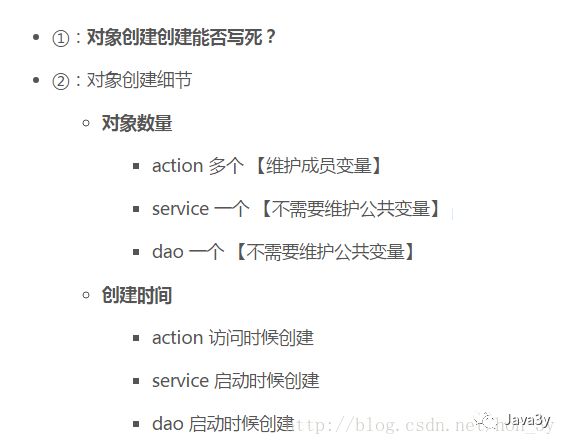 ①：对象创建创建能否写死？
②：对象创建细节
对象数量
action 多个 【维护成员变量】
service 一个 【不需要维护公共变量】
dao 一个 【不需要维护公共变量】
创建时间
action 访问时候创建
service 启动时候创建
dao 启动时候创建
http://blog.csdn.net/hon_3y
Java3y